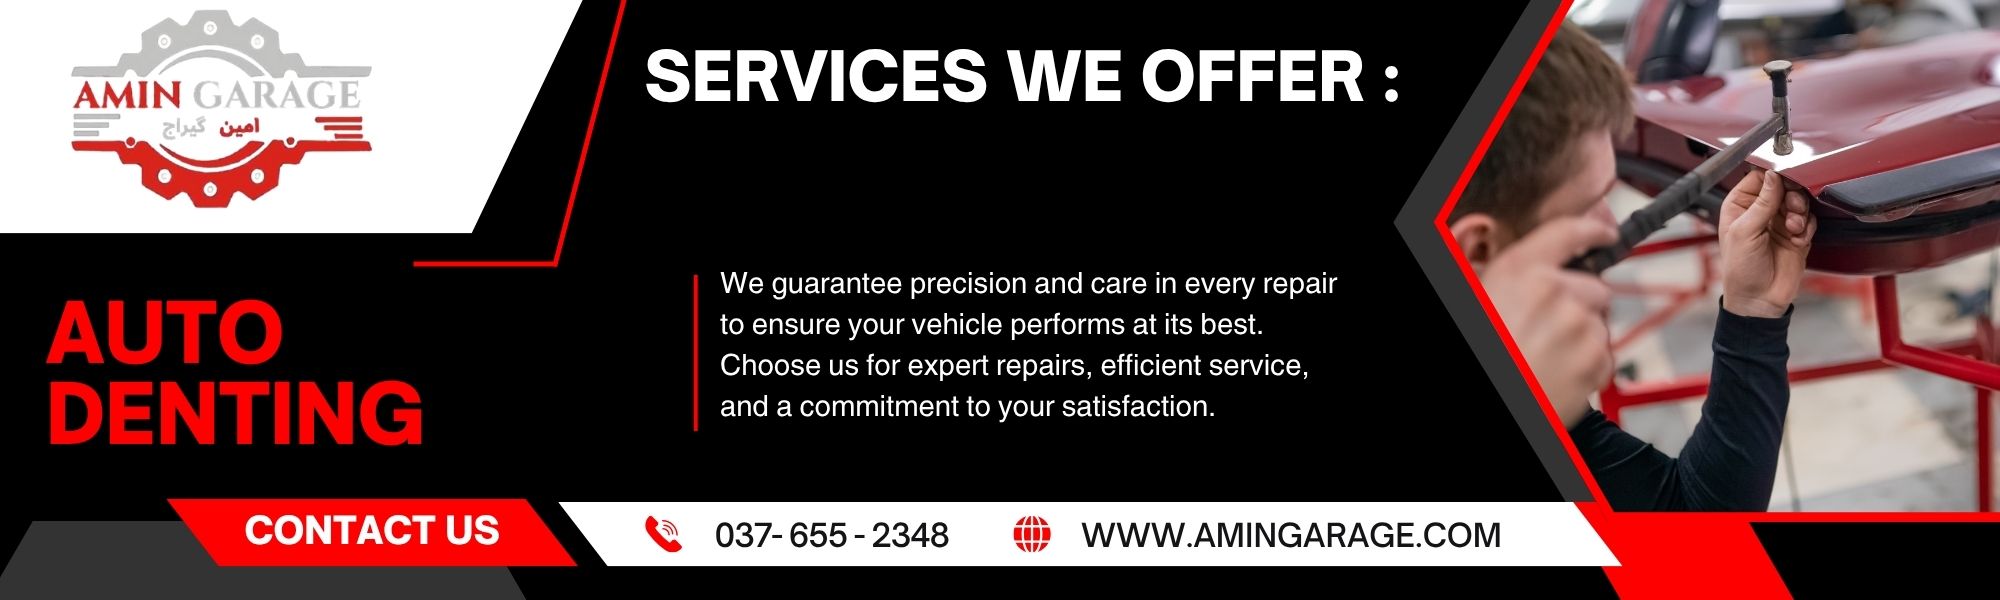 AMIN GARAGE
امین گیراج
SERVICES WE OFFER :
AUTO
DENTING
We guarantee precision and care in every repair
to ensure your vehicle performs at its best.
Choose us for expert repairs, efficient service,
and a commitment to your satisfaction.
CONTACT US
037- 655 - 2348
WWW.AMINGARAGE.COM